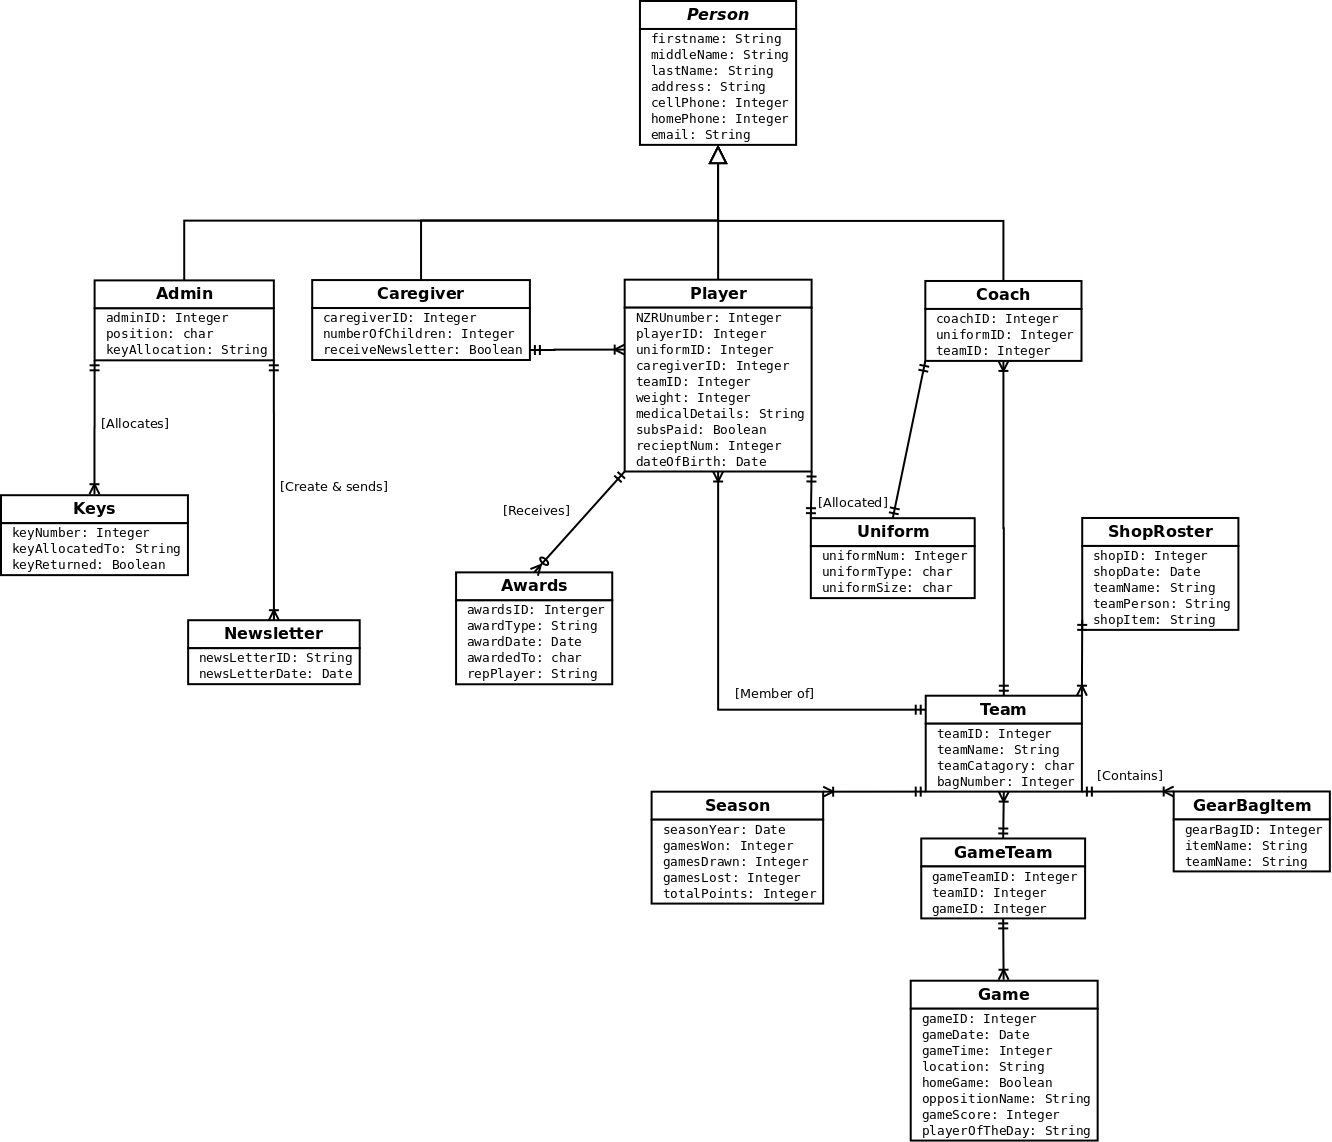 Person
firstname: String
middleName: String
lastName: String
address: String
cellPhone: Integer
homePhone: Integer
email: String
Admin
adminID: Integer
position: char
keyAllocation: String
Caregiver
caregiverID: Integer
numberOfChildren: Integer
receiveNewsletter: Boolean
Player
NZRUnumber: Integer
playerID: Integer
uniformID: Integer
caregiverID: Integer
teamID: Integer
weight: Integer
medicalDetails: String
subsPaid: Boolean
recieptNum: Integer
dateOfBirth: Date
Coach
coachID: Integer
uniformID: Integer
teamID: Integer
[Allocates]
[Create & sends]
[Receives]
[Allocated]
Keys
keyNumber: Integer
keyAllocatedTo: String
keyReturned: Boolean
Newsletter
newsLetterID: String
newsLetterDate: Date
Awards
awardsID: Interger
awardType: String
awardDate: Date
awardedTo: char
repPlayer: String
Uniform
uniformNum: Integer
uniformType: char
uniformSize: char
ShopRoster
shopID: Integer
shopDate: Date
teamName: String
teamPerson: String
shopItem: String
[Member of]
Team
teamID: Integer
teamName: String
teamCatagory: char
bagNumber: Integer
[Contains]
Season
seasonYear: Date
gamesWon: Integer
gamesDrawn: Integer
gamesLost: Integer
totalPoints: Integer
GameTeam
gameTeamID: Integer
teamID: Integer
gameID: Integer
GearBagItem
gearBagID: Integer
itemName: String
teamName: String
Game
gameID: Integer
gameDate: Date
gameTime: Integer
location: String
homeGame: Boolean
oppositionName: String
gameScore: Integer
playerOfTheDay: String